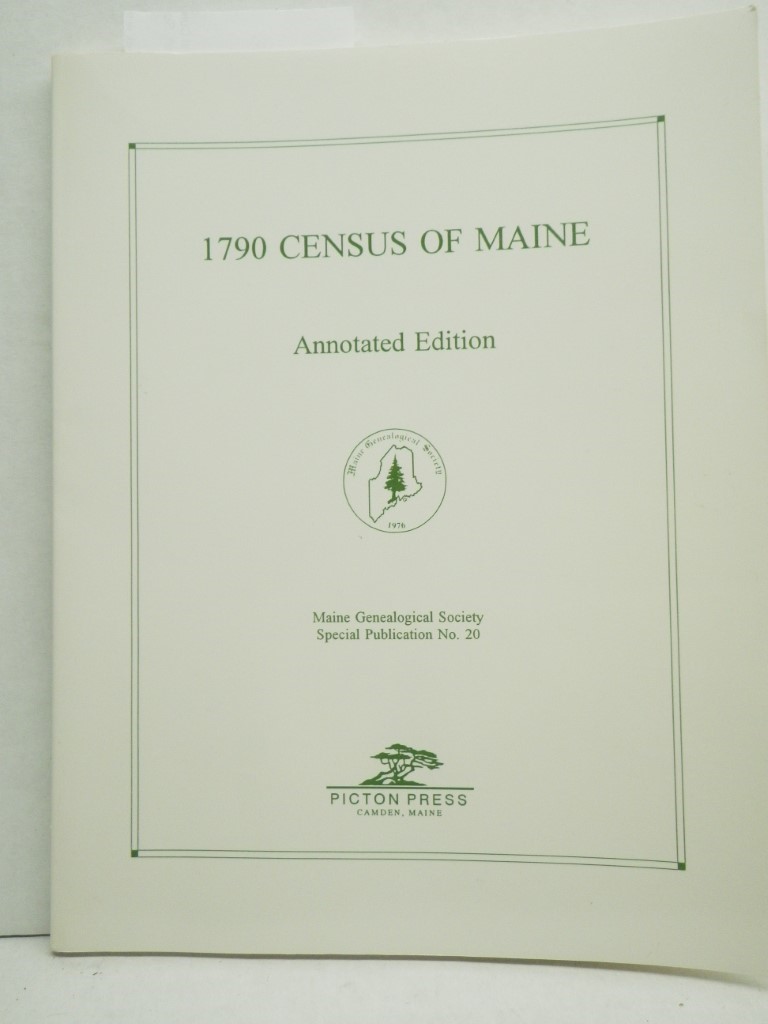 1790 CENSUS OF MAINE
Annotated Edition
Maine Genealogical Society
1976
Maine Genealogical Society
Special Publication No. 20
PICTON PRESS
CAMDEN, MAINE